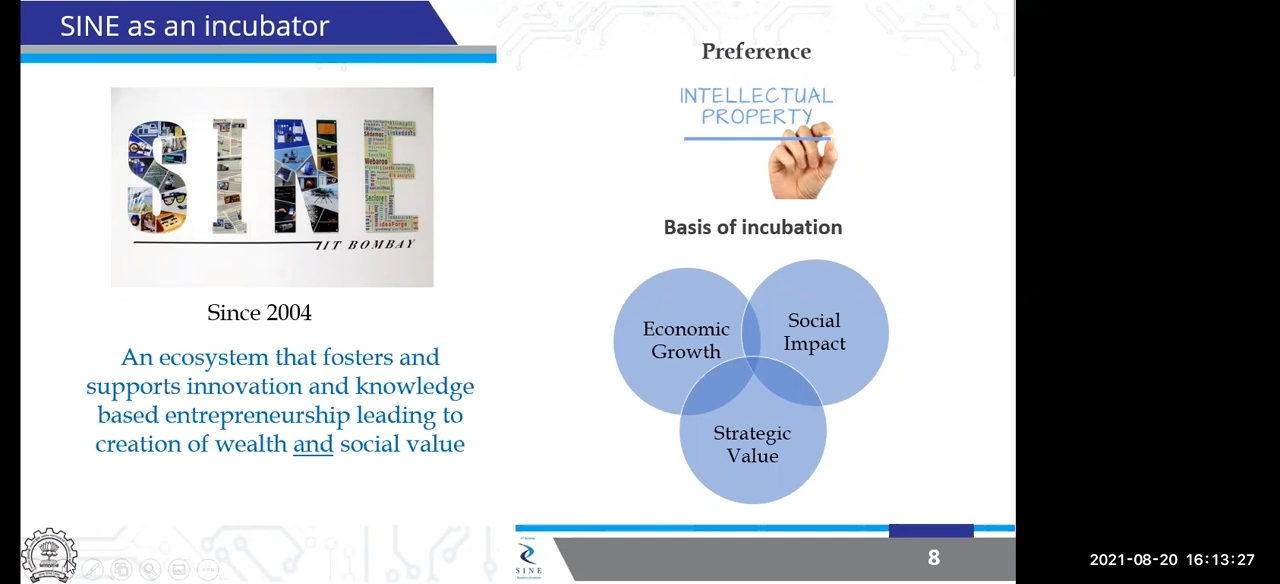 SINE as an incubator
SINE
IIT BOMBAY
Since 2004
An ecosystem that fosters and
supports innovation and knowledge
based entrepreneurship leading to
creation of wealth and social value
Preference
INTELLECTUAL
PROPERTY
Basis of incubation
Economic
Growth
Social
Impact
Strategic
Value
SINE
8
2021-08-20 16:13:27